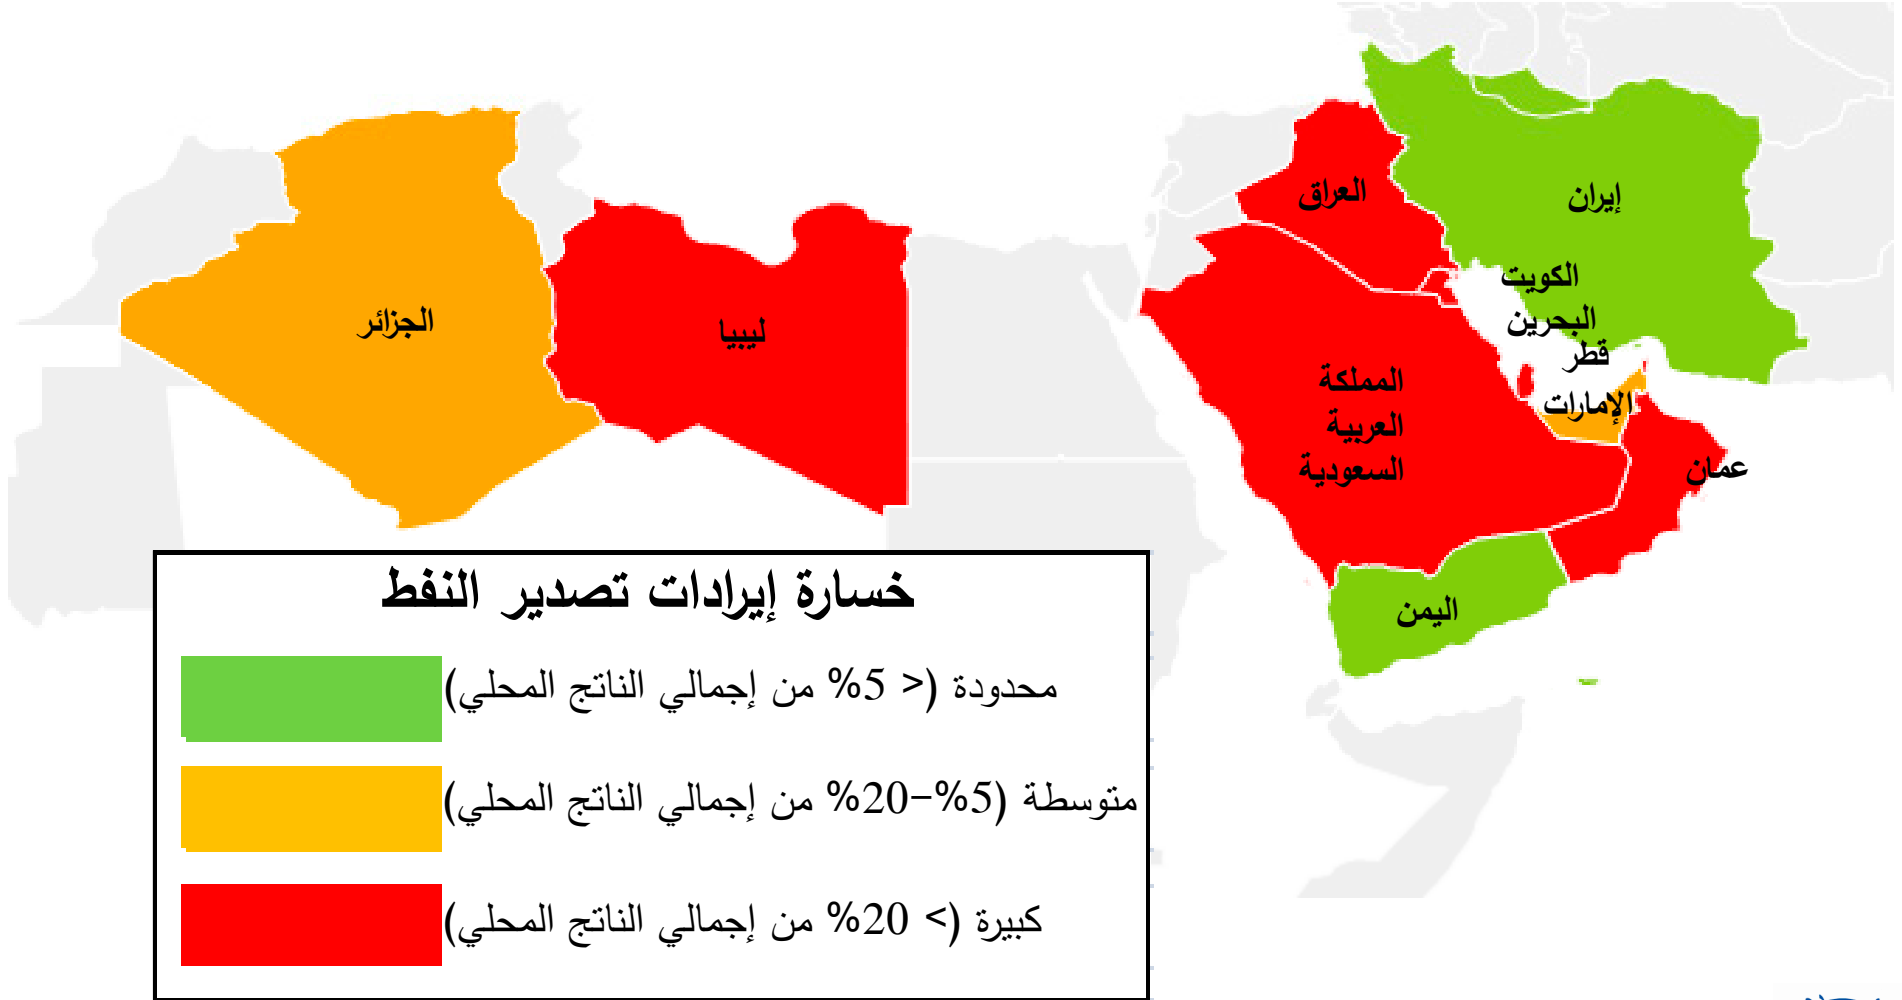 العراق
إيران
الكويت
البحرين
قطر
الإمارات
المملكة
العربية
السعودية
عمان
اليمن
ليبيا
الجزائر
خسارة إيرادات تصدير النفط
محدودة (< 5% من إجمالي الناتج المحلي)
متوسطة (5%-20% من إجمالي الناتج المحلي)
كبيرة (> 20% من إجمالي الناتج المحلي)